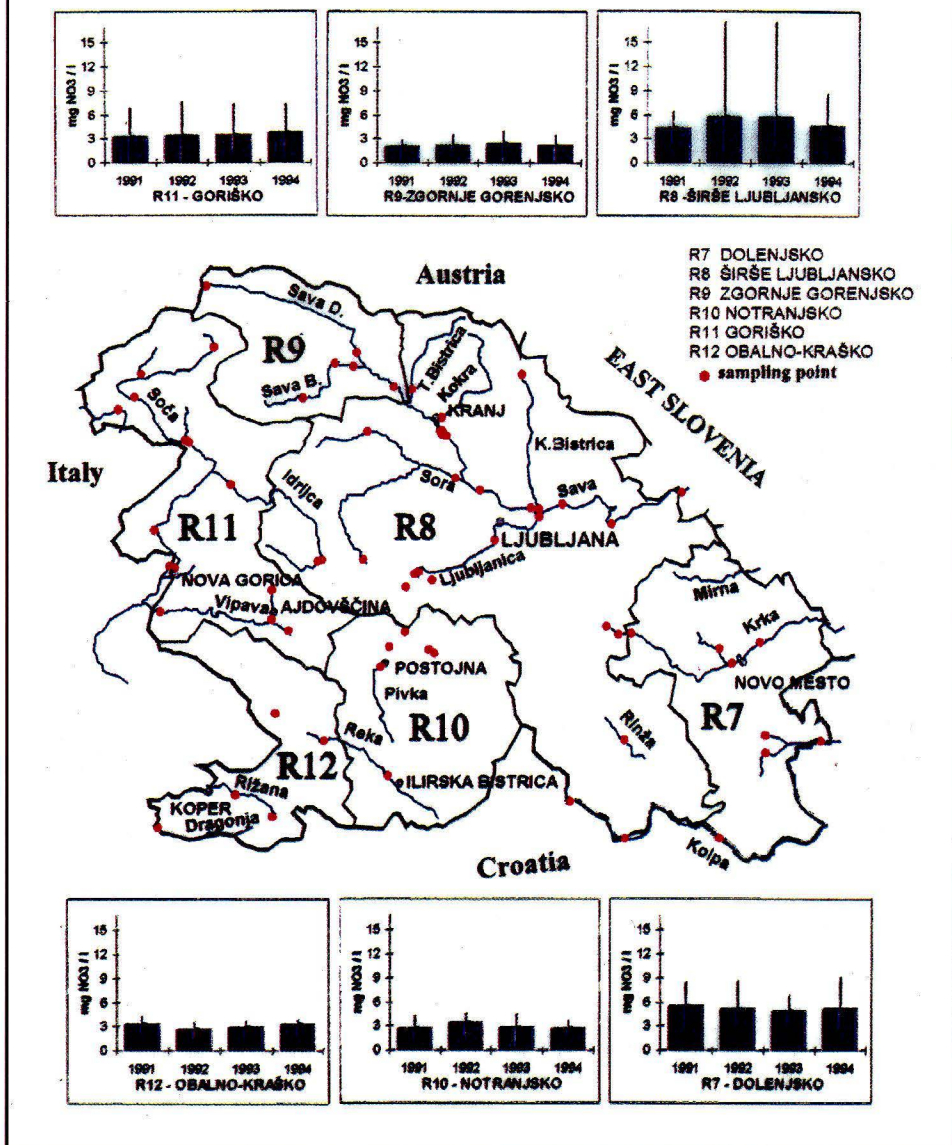 mg NO3 / l
15
12
9
6
3
0
1991 1992 1993 1994
R11 - GORIŠKO
mg NO3 / l
15
12
9
6
3
0
1991 1992 1993 1994
R9-ZGORNJE GORENJSKO
mg NO3 / l
15
12
9
6
3
0
1991 1992 1993 1994
R8 -ŠIRŠE LJUBLJANSKO
R7 DOLENJSKO
R8 ŠIRŠE LJUBLJANSKO
R9 ZGORNJE GORENJSKO
R10 NOTRANJSKO
R11 GORIŠKO
R12 OBALNO-KRAŠKO
sampling point
Austria
Sava D.
R9
T.Bistrica
Kokra
Sava B.
KRANJ
EAST SLOVENIA
Soča
K.Bistrica
Italy
Idrijca
Sora
Sava
R11
R8
LJUBLJANA
Ljubljanica
NOVA GORICA
Vipava
AJDOVŠČINA
Mirna
Krka
POSTOJNA
NOVO MESTO
Pivka
R10
R7
Reka
Rinža
R12
ILIRSKA BISTRICA
Rižana
KOPER
Dragonja
Kolpa
Croatia
mg NO3 / l
15
12
9
6
3
0
1991 1992 1993 1994
R12 - OBALNO-KRAŠKO
mg NO3 / l
15
12
9
6
3
0
1991 1992 1993 1994
R10 - NOTRANJSKO
mg NO3 / l
15
12
9
6
3
0
1991 1992 1993 1994
R7 - DOLENJSKO